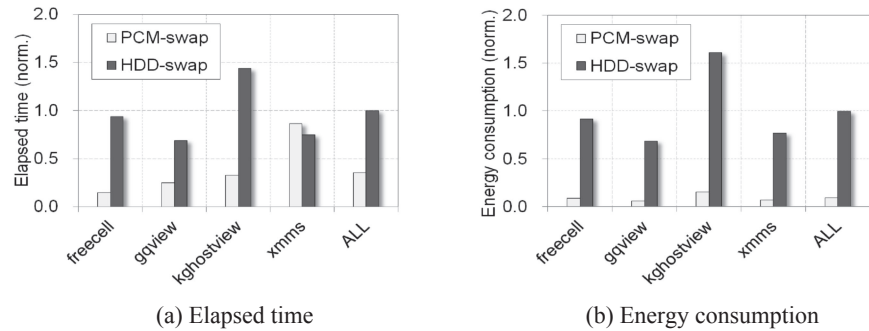 2.0
1.5
1.0
0.5
0.0
Elapsed time (norm.)
PCM-swap
HDD-swap
freecell
gqview
kghostview
xmms
ALL
(a) Elapsed time
2.0
1.5
1.0
0.5
0.0
Energy consumption (norm.)
PCM-swap
HDD-swap
freecell
gqview
kghostview
xmms
ALL
(b) Energy consumption